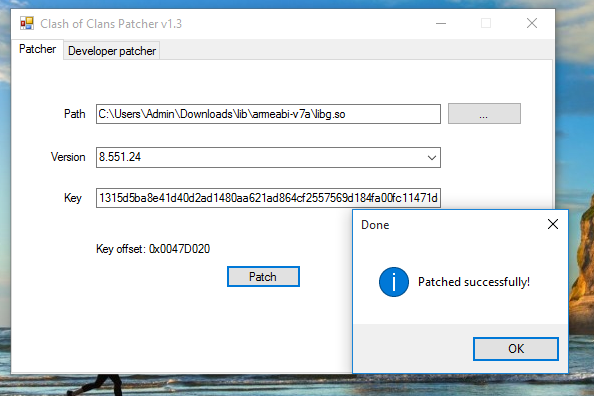 Clash of Clans Patcher v1.3
Patcher
Developer patcher
Path
C:\Users\Admin\Downloads\lib\armeabi-v7a\libg.so
...
Version
8.551.24
Key
1315d5ba8e41d40d2ad1480aa621ad864cf2557569d184fa00fc11471d
Key offset: 0x0047D020
Patch
Done
Patched successfully!
OK